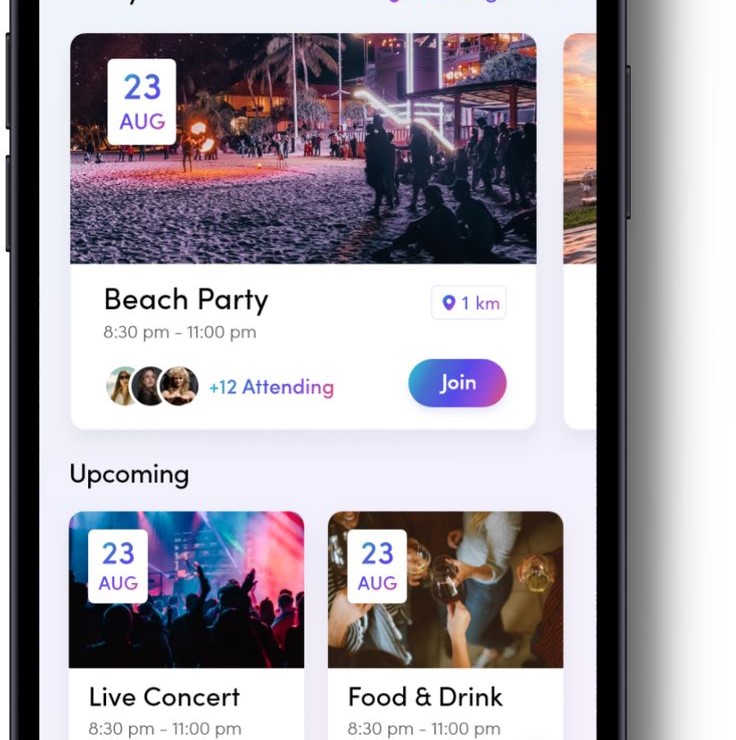 23
AUG
Beach Party
1 km
8:30 pm - 11:00 pm
+12 Attending
Join
Upcoming
23
AUG
23
AUG
Live Concert
Food & Drink
8:30 pm - 11:00 pm
8:30 pm - 11:00 pm